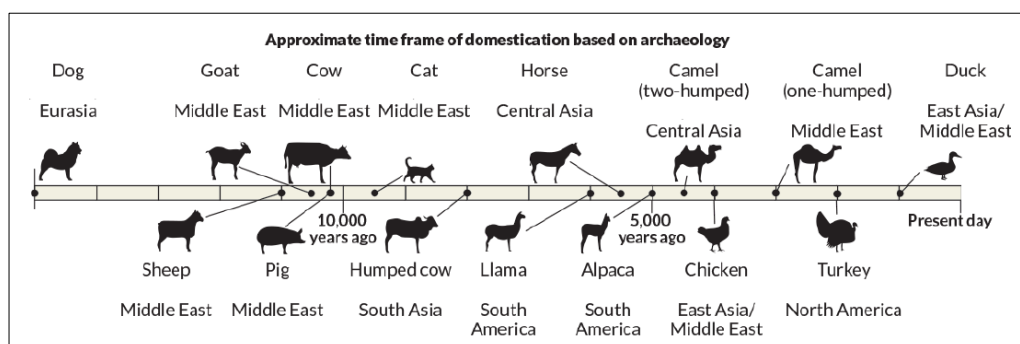 Approximate time frame of domestication based on archaeology
Dog
Goat
Cow
Cat
Horse
Camel
(two-humped)
Camel
(one-humped)
Duck
Eurasia
Middle East
Middle East
Middle East
Central Asia
Central Asia
Middle East
East Asia/
Middle East
10,000
years ago
5,000
years ago
Present day
Sheep
Pig
Humped cow
Llama
Alpaca
Chicken
Turkey
Middle East
Middle East
South Asia
South
America
South
America
East Asia/
Middle East
North America